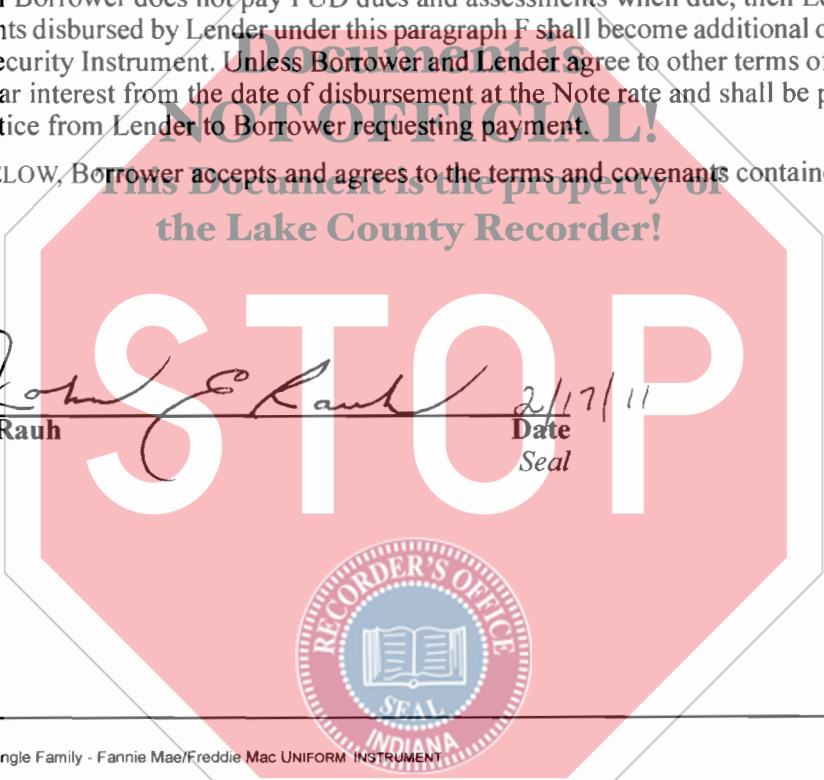 Borrower does not pay PUD dues and assessments when due, then
nts disbursed by Lender under this paragraph F shall become additional
ecurity Instrument. Unless Borrower and Lender agree to other terms of
ar interest from the date of disbursement at the Note rate and shall be p
tice from Lender to Borrower requesting payment.
ELOW, Borrower accepts and agrees to the terms and covenants containe
Document is
NOT OFFICIAL!
This Document is the property of
the Lake County Recorder!
STOP
John E Rauh 2/17/11
Rauh Date
Seal
RECORDER'S OFFICE
SEAL
INDIANA
ngle Family - Fannie Mae/Freddie Mac UNIFORM INSTRUMENT